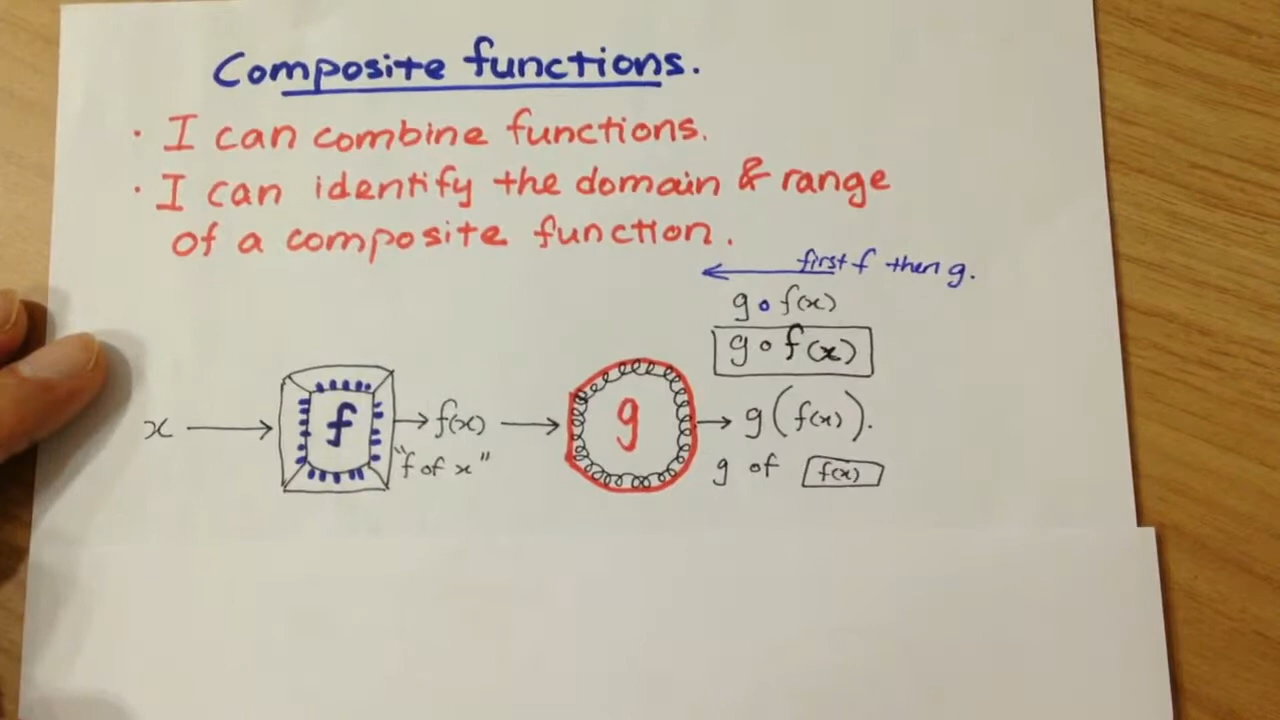 Composite functions.
· I can combine functions.
· I can identify the domain & range
of a composite function.
first f then g.
g ∘ f(x)
g ∘ f(x)
x → f → f(x) → g → g(f(x)).
"f of x"
g of f(x)